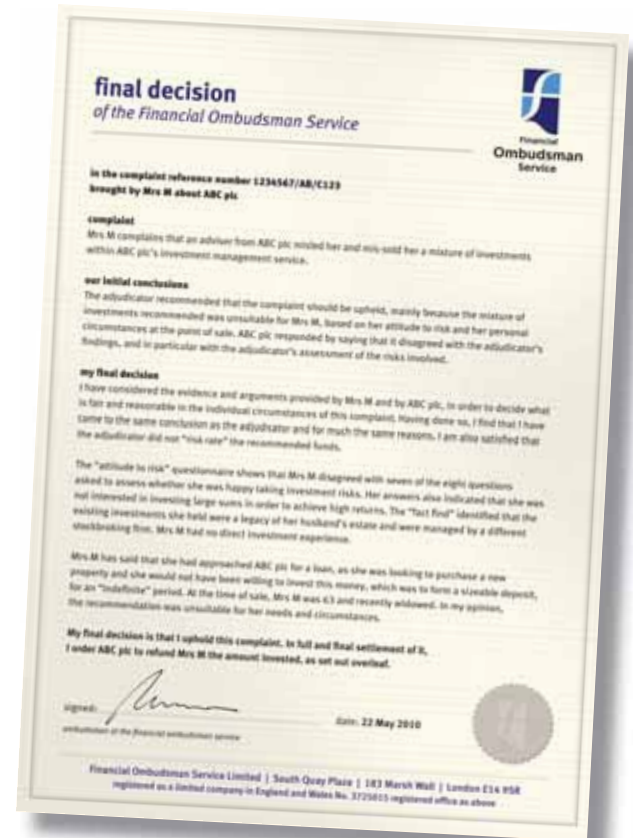 final decision
of the Financial Ombudsman Service
Financial
Ombudsman
Service
in the complaint reference number 1234567/AB/C123
brought by Mrs M about ABC plc
complaint
Mrs M complains that an adviser from ABC plc misled her and mis-sold her a mixture of investments
within ABC plc's investment management service.
our initial conclusions
The adjudicator recommended that the complaint should be upheld, mainly because the mixture of
investments recommended was unsuitable for Mrs M, based on her attitude to risk and her personal
circumstances at the point of sale. ABC plc responded by saying that it disagreed with the adjudicator's
findings, and in particular with the adjudicator's assessment of the risks involved.
my final decision
I have considered the evidence and arguments provided by Mrs M and by ABC plc, in order to decide what
is fair and reasonable in the individual circumstances of this complaint. Having done so, I find that I have
came to the same conclusion as the adjudicator and for much the same reasons. I am also satisfied that
the adjudicator did not "risk rate" the recommended funds.
The "attitude to risk" questionnaire shows that Mrs M disagreed with seven of the eight questions
asked to assess whether she was happy taking investment risks. Her answers also indicated that she was
not interested in investing large sums in order to achieve high returns. The "fact find" identified that the
existing investments she held were a legacy of her husband's estate and were managed by a different
stockbroking firm. Mrs M had no direct investment experience.
Mrs M has said that she had approached ABC plc for a loan, as she was looking to purchase a new
property and she would not have been willing to invest this money, which was to form a sizeable deposit,
for an "indefinite" period. At the time of sale, Mrs M was 63 and recently widowed. In my opinion,
the recommendation was unsuitable for her needs and circumstances.
My final decision is that I uphold this complaint. In full and final settlement of it,
I order ABC plc to refund Mrs M the amount invested, as set out overleaf.
signed:
date: 22 May 2010
ombudsman at the financial ombudsman service
Financial Ombudsman Service Limited | South Quay Plaza | 183 Marsh Wall | London E14 9SR
registered as a limited company in England and Wales No. 3725015 registered office as above